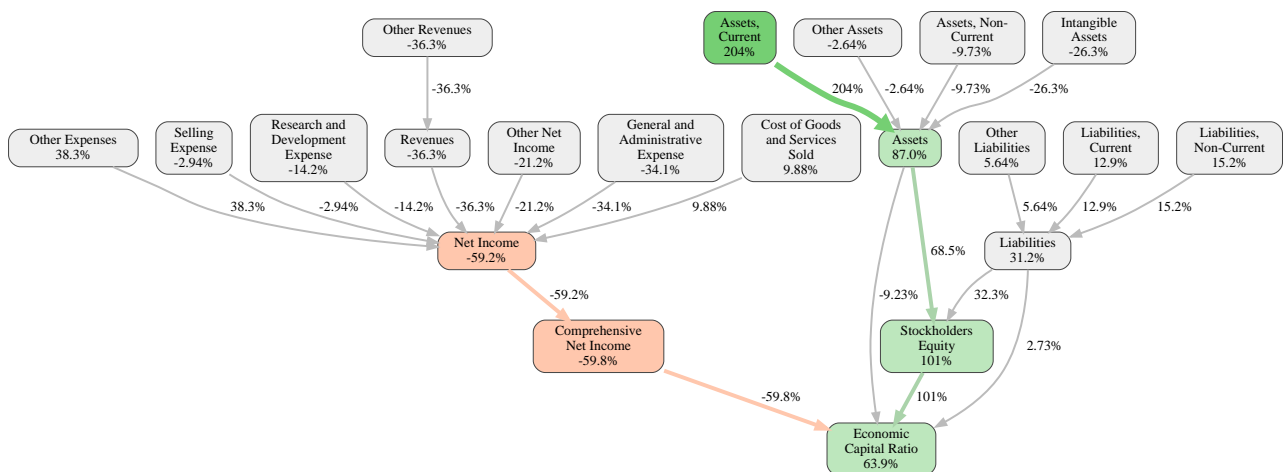 Other Revenues
-36.3%
Assets,
Current
204%
Other Assets
-2.64%
Assets, Non-
Current
-9.73%
Intangible
Assets
-26.3%
-36.3%
204%
-2.64%
-9.73%
-26.3%
Other Expenses
38.3%
Selling
Expense
-2.94%
Research and
Development
Expense
-14.2%
Revenues
-36.3%
Other Net
Income
-21.2%
General and
Administrative
Expense
-34.1%
Cost of Goods
and Services
Sold
9.88%
Assets
87.0%
Other
Liabilities
5.64%
Liabilities,
Current
12.9%
Liabilities,
Non-Current
15.2%
38.3%
-2.94%
-14.2%
-36.3%
-21.2%
-34.1%
9.88%
5.64%
12.9%
15.2%
Net Income
-59.2%
68.5%
Liabilities
31.2%
-59.2%
-9.23%
32.3%
Comprehensive
Net Income
-59.8%
Stockholders
Equity
101%
2.73%
-59.8%
101%
Economic
Capital Ratio
63.9%